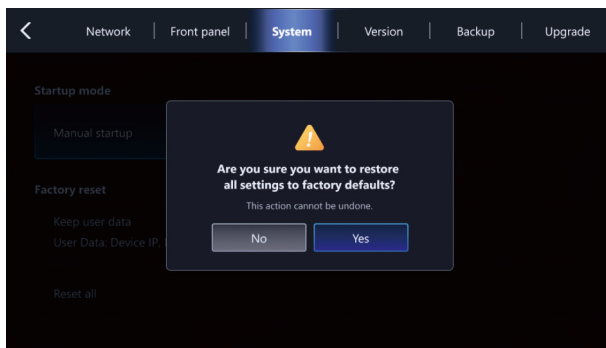 Network Front panel System Version Backup Upgrade
Startup mode
Manual startup
Are you sure you want to restore
all settings to factory defaults?
This action cannot be undone.
Factory reset
Keep user data
User Data: Device IP,
No Yes
Reset all